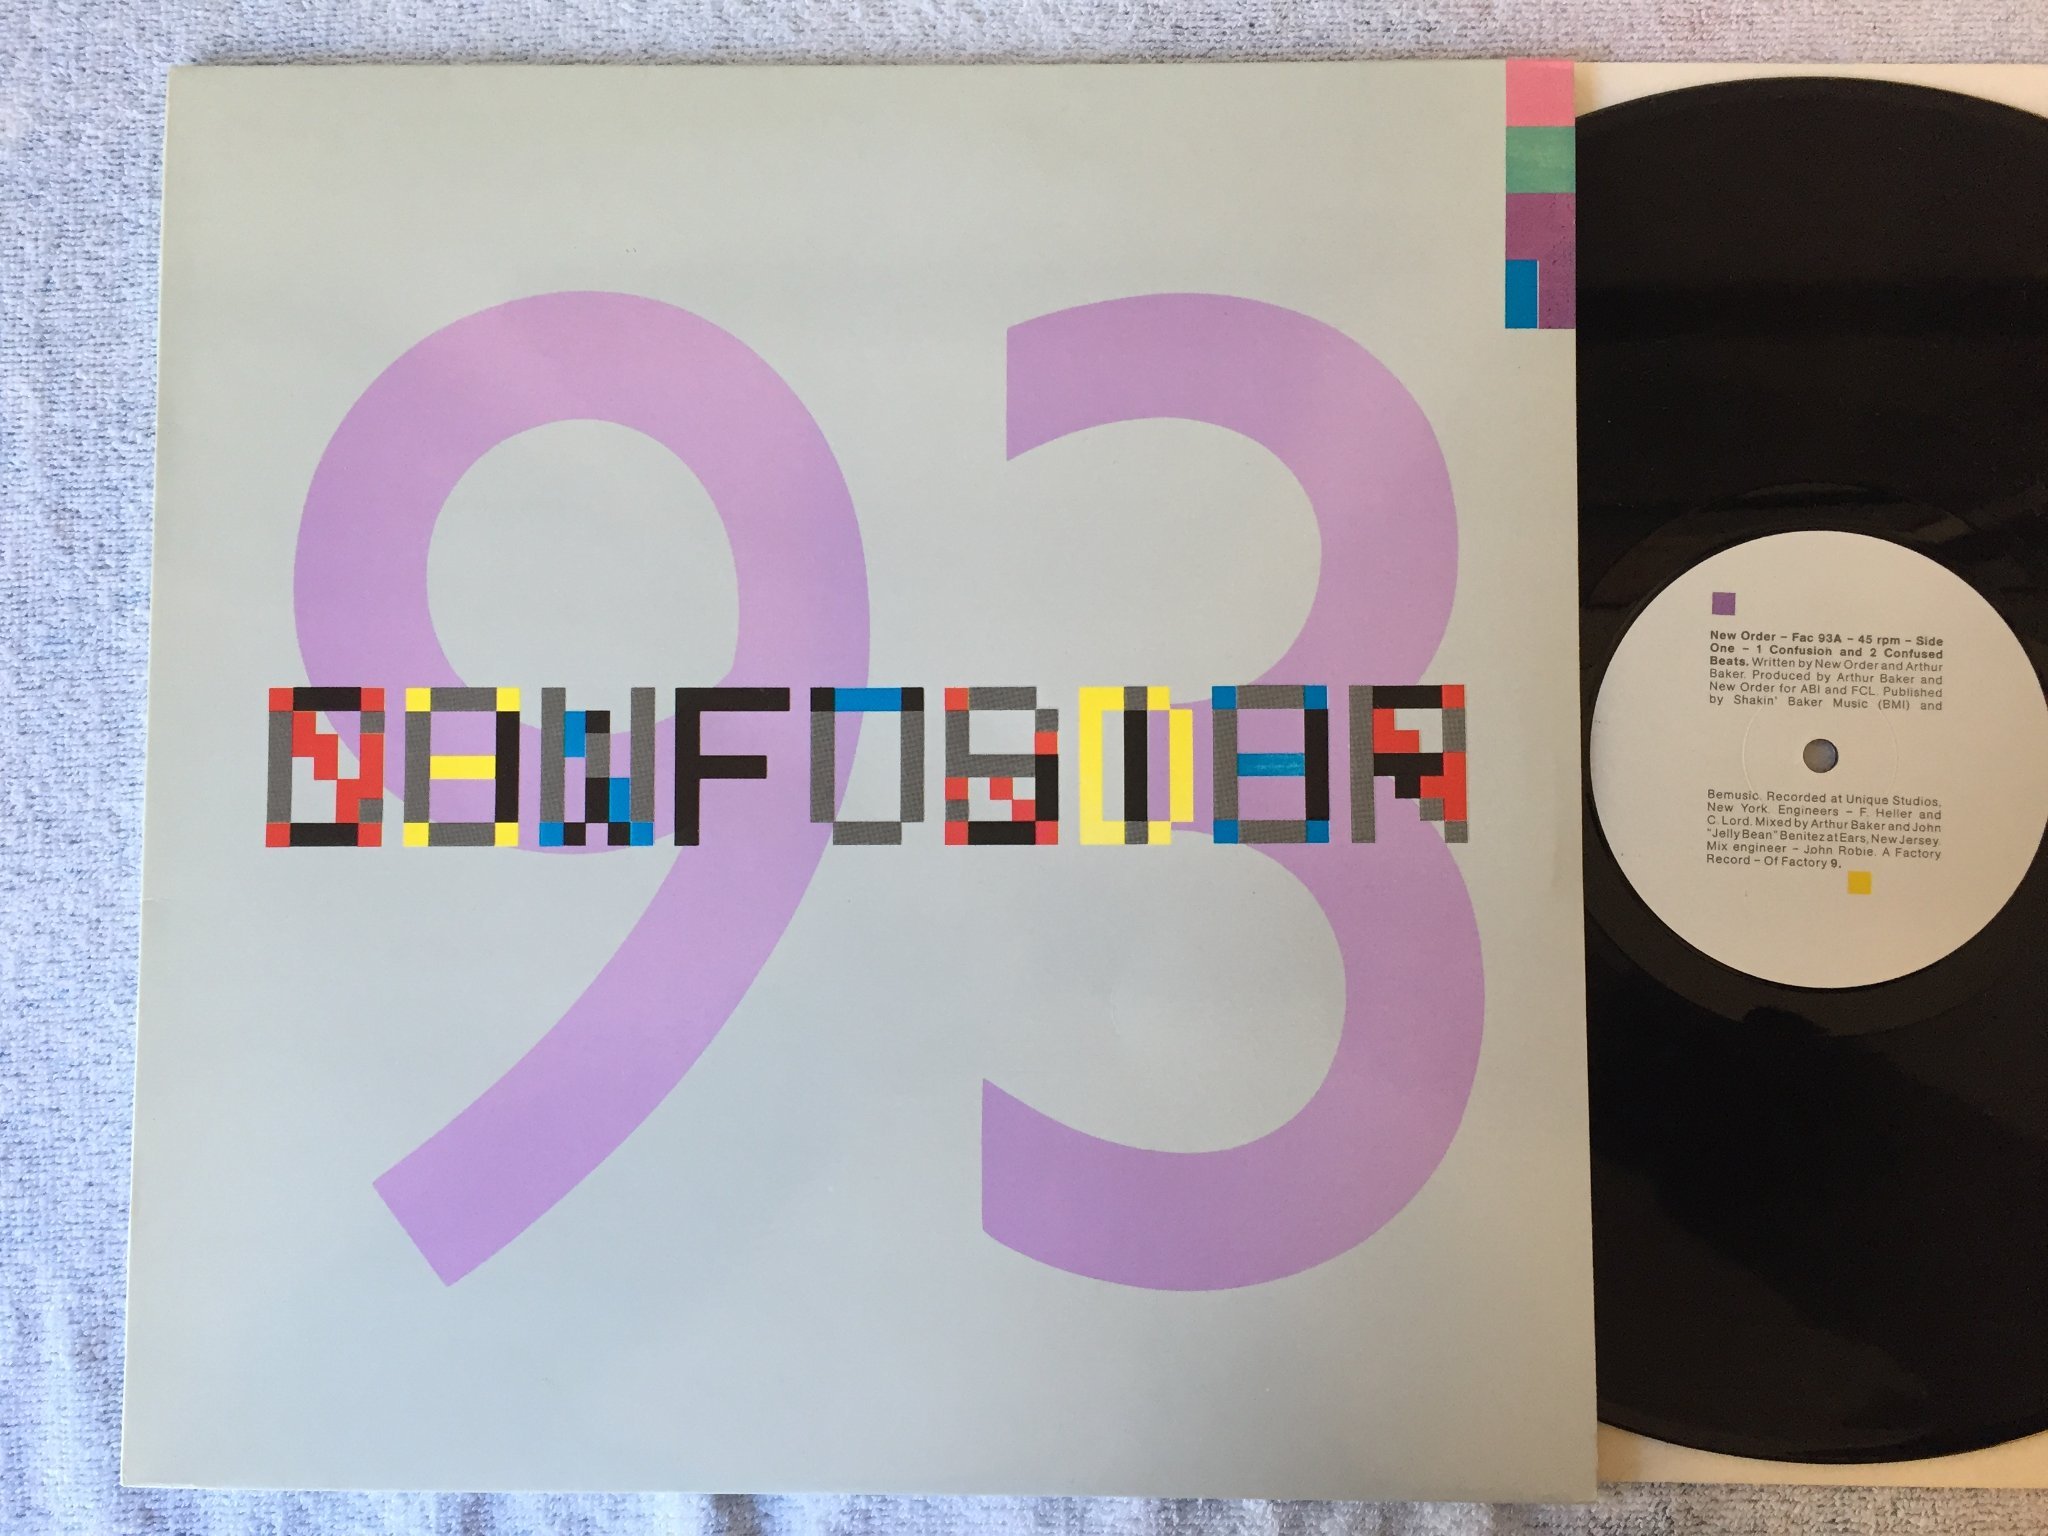 93
CONFUSION
NEW ORDER
New Order – Fac 93A – 45 rpm – Side
One – 1 Confusion and 2 Confused
Beats. Written by New Order and Arthur
Baker. Produced by Arthur Baker and
New Order for ABI and FCL. Published
by Shakin' Baker Music (BMI) and
Bemusic. Recorded at Unique Studios,
New York. Engineers – F. Heller and
C. Lord. Mixed by Arthur Baker and John
"Jelly Bean" Benitez at Ears, New Jersey.
Mix engineer – John Robie. A Factory
Record – Of Factory 9.